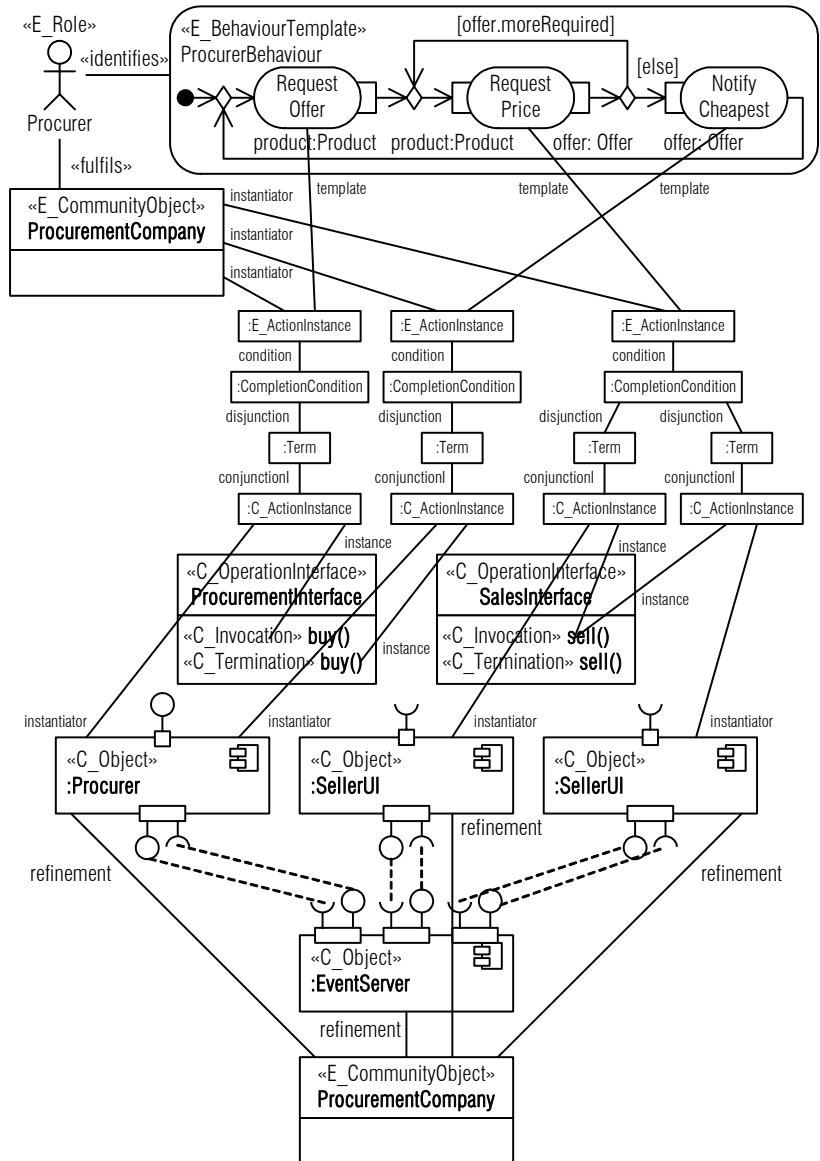 «E_Role»
«identifies»
Procurer
«fulfils»
«E_BehaviourTemplate»
ProcurerBehaviour
[offer.moreRequired]
[else]
Request
Offer
Request
Price
Notify
Cheapest
product:Product
product:Product
offer: Offer
offer: Offer
template
template
template
«E_CommunityObject»
ProcurementCompany
instantiator
instantiator
instantiator
:E_ActionInstance
:E_ActionInstance
:E_ActionInstance
condition
condition
condition
:CompletionCondition
:CompletionCondition
:CompletionCondition
disjunction
disjunction
disjunction
disjunction
:Term
:Term
:Term
:Term
conjunctionl
conjunctionl
conjunctionl
conjunctionl
:C_ActionInstance
:C_ActionInstance
:C_ActionInstance
:C_ActionInstance
instance
instance
«C_OperationInterface»
ProcurementInterface
«C_Invocation» buy()
«C_Termination» buy()
instance
«C_OperationInterface»
SalesInterface
«C_Invocation» sell()
«C_Termination» sell()
instance
instantiator
instantiator
instantiator
instantiator
«C_Object»
:Procurer
«C_Object»
:SellerUI
«C_Object»
:SellerUI
refinement
refinement
refinement
«C_Object»
:EventServer
refinement
«E_CommunityObject»
ProcurementCompany